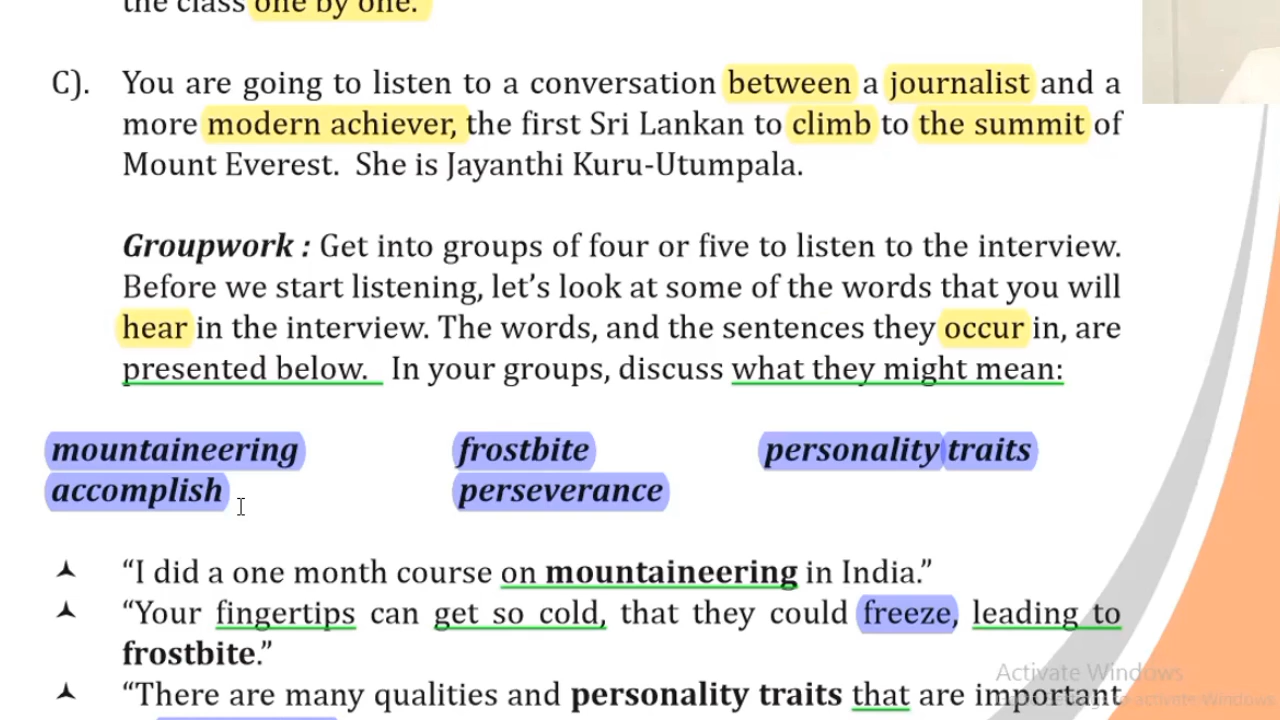 the class one by one.
C). You are going to listen to a conversation between a journalist and a
more modern achiever, the first Sri Lankan to climb to the summit of
Mount Everest. She is Jayanthi Kuru-Utumpala.
Groupwork : Get into groups of four or five to listen to the interview.
Before we start listening, let’s look at some of the words that you will
hear in the interview. The words, and the sentences they occur in, are
presented below. In your groups, discuss what they might mean:
mountaineering frostbite personality traits
accomplish perseverance
“I did a one month course on mountaineering in India.”
“Your fingertips can get so cold, that they could freeze, leading to
frostbite.”
Activate Windows
“There are many qualities and personality traits that are important
to activate Windows